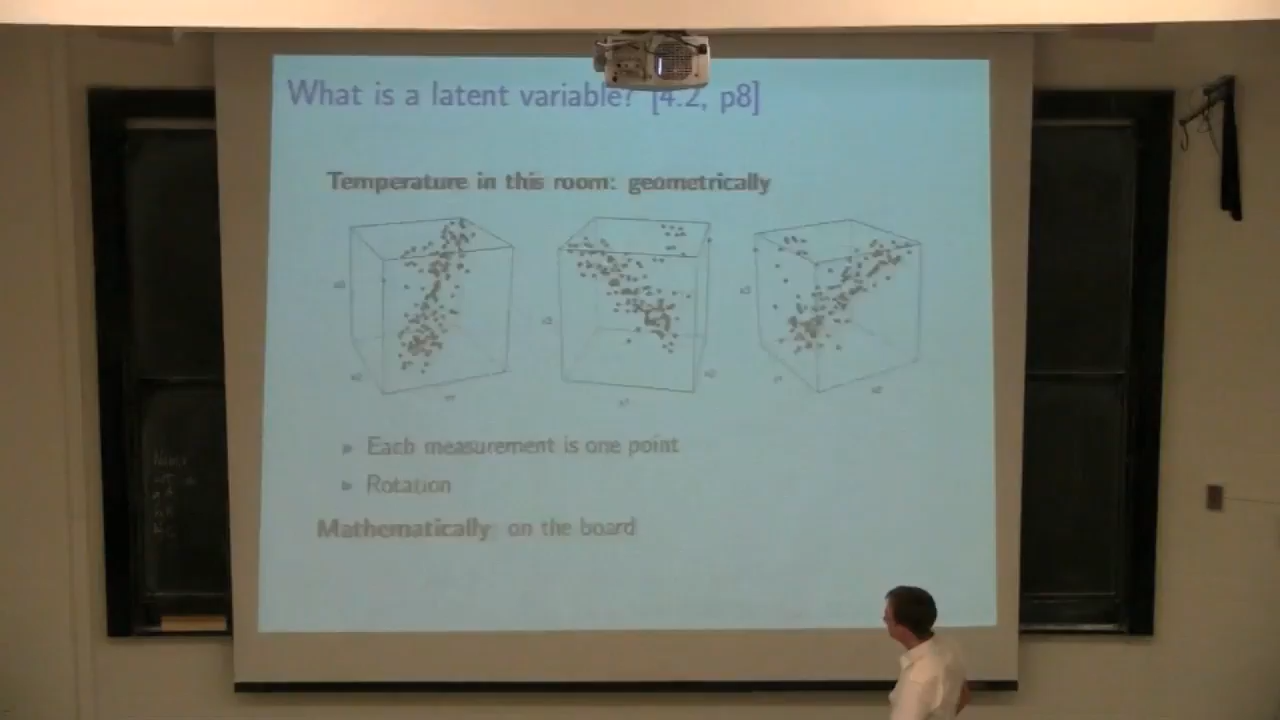 What is a latent variable? [4.2, p8]
Temperature in this room: geometrically
Each measurement is one point
Rotation
Mathematically: on the board